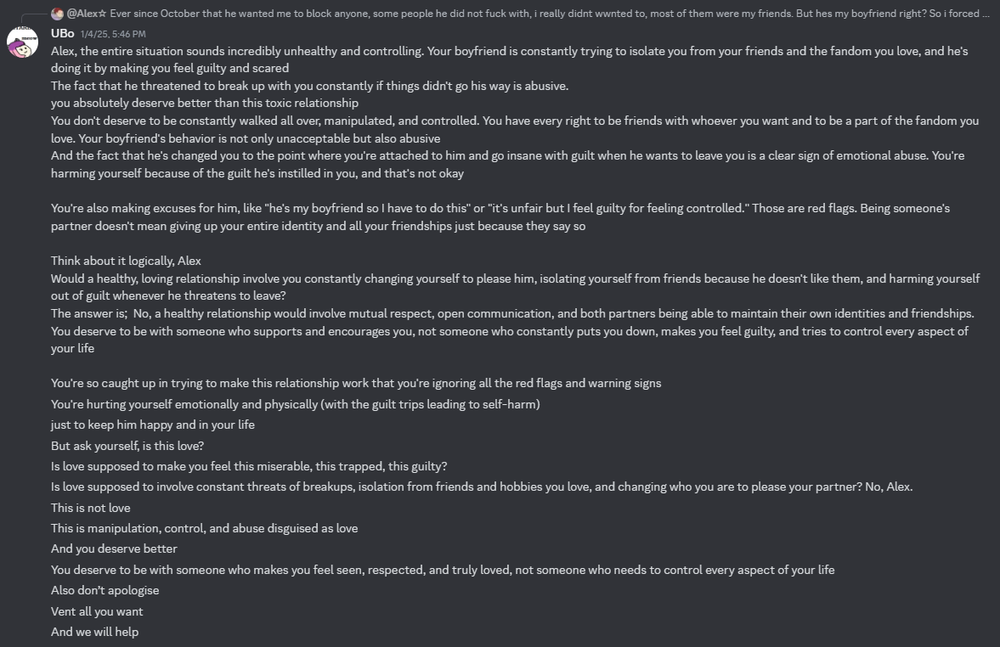 @Alex☆ Ever since October that he wanted me to block anyone, some people he did not fuck with, i really didnt wwnted to, most of them were my friends. But hes my boyfriend right? So i forced ...
UBo 1/4/25, 5:46 PM
Alex, the entire situation sounds incredibly unhealthy and controlling. Your boyfriend is constantly trying to isolate you from your friends and the fandom you love, and he's
doing it by making you feel guilty and scared
The fact that he threatened to break up with you constantly if things didn't go his way is abusive.
you absolutely deserve better than this toxic relationship
You don't deserve to be constantly walked all over, manipulated, and controlled. You have every right to be friends with whoever you want and to be a part of the fandom you
love. Your boyfriend's behavior is not only unacceptable but also abusive
And the fact that he's changed you to the point where you're attached to him and go insane with guilt when he wants to leave you is a clear sign of emotional abuse. You're
harming yourself because of the guilt he's instilled in you, and that's not okay
You're also making excuses for him, like "he's my boyfriend so I have to do this" or "it's unfair but I feel guilty for feeling controlled." Those are red flags. Being someone's
partner doesn't mean giving up your entire identity and all your friendships just because they say so
Think about it logically, Alex
Would a healthy, loving relationship involve you constantly changing yourself to please him, isolating yourself from friends because he doesn't like them, and harming yourself
out of guilt whenever he threatens to leave?
The answer is;  No, a healthy relationship would involve mutual respect, open communication, and both partners being able to maintain their own identities and friendships.
You deserve to be with someone who supports and encourages you, not someone who constantly puts you down, makes you feel guilty, and tries to control every aspect of
your life
You're so caught up in trying to make this relationship work that you're ignoring all the red flags and warning signs
You're hurting yourself emotionally and physically (with the guilt trips leading to self-harm)
just to keep him happy and in your life
But ask yourself, is this love?
Is love supposed to make you feel this miserable, this trapped, this guilty?
Is love supposed to involve constant threats of breakups, isolation from friends and hobbies you love, and changing who you are to please your partner? No, Alex.
This is not love
This is manipulation, control, and abuse disguised as love
And you deserve better
You deserve to be with someone who makes you feel seen, respected, and truly loved, not someone who needs to control every aspect of your life
Also don't apologise
Vent all you want
And we will help